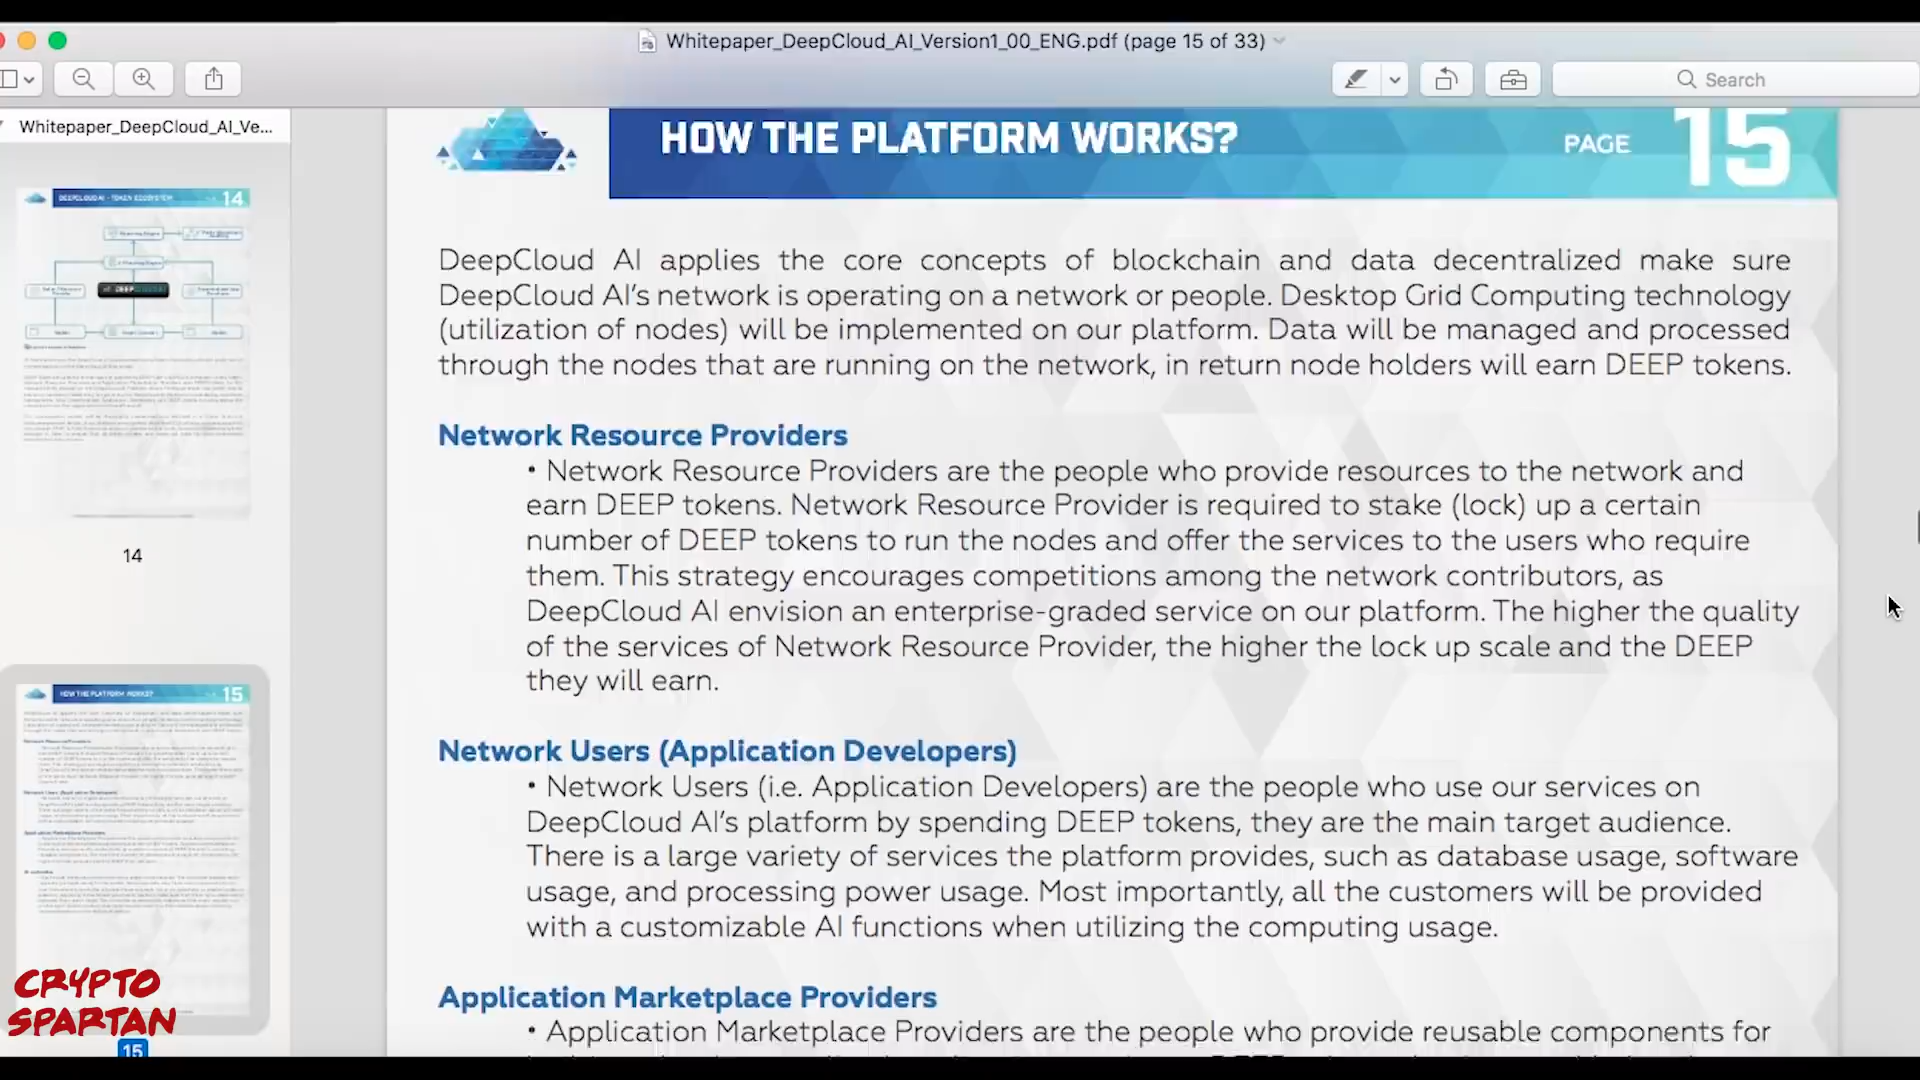 Whitepaper_DeepCloud_AI_Version1_00_ENG.pdf (page 15 of 33)
Search
Whitepaper_DeepCloud_AI_Ve...
DEEPCLOUD AI - TOKEN ECOSYSTEM 14
14
HOW THE PLATFORM WORKS? 15
15
CRYPTO
SPARTAN
HOW THE PLATFORM WORKS? PAGE 15
DeepCloud AI applies the core concepts of blockchain and data decentralized make sure
DeepCloud AI's network is operating on a network or people. Desktop Grid Computing technology
(utilization of nodes) will be implemented on our platform. Data will be managed and processed
through the nodes that are running on the network, in return node holders will earn DEEP tokens.
Network Resource Providers
• Network Resource Providers are the people who provide resources to the network and
earn DEEP tokens. Network Resource Provider is required to stake (lock) up a certain
number of DEEP tokens to run the nodes and offer the services to the users who require
them. This strategy encourages competitions among the network contributors, as
DeepCloud AI envision an enterprise-graded service on our platform. The higher the quality
of the services of Network Resource Provider, the higher the lock up scale and the DEEP
they will earn.
Network Users (Application Developers)
• Network Users (i.e. Application Developers) are the people who use our services on
DeepCloud AI's platform by spending DEEP tokens, they are the main target audience.
There is a large variety of services the platform provides, such as database usage, software
usage, and processing power usage. Most importantly, all the customers will be provided
with a customizable AI functions when utilizing the computing usage.
Application Marketplace Providers
• Application Marketplace Providers are the people who provide reusable components for